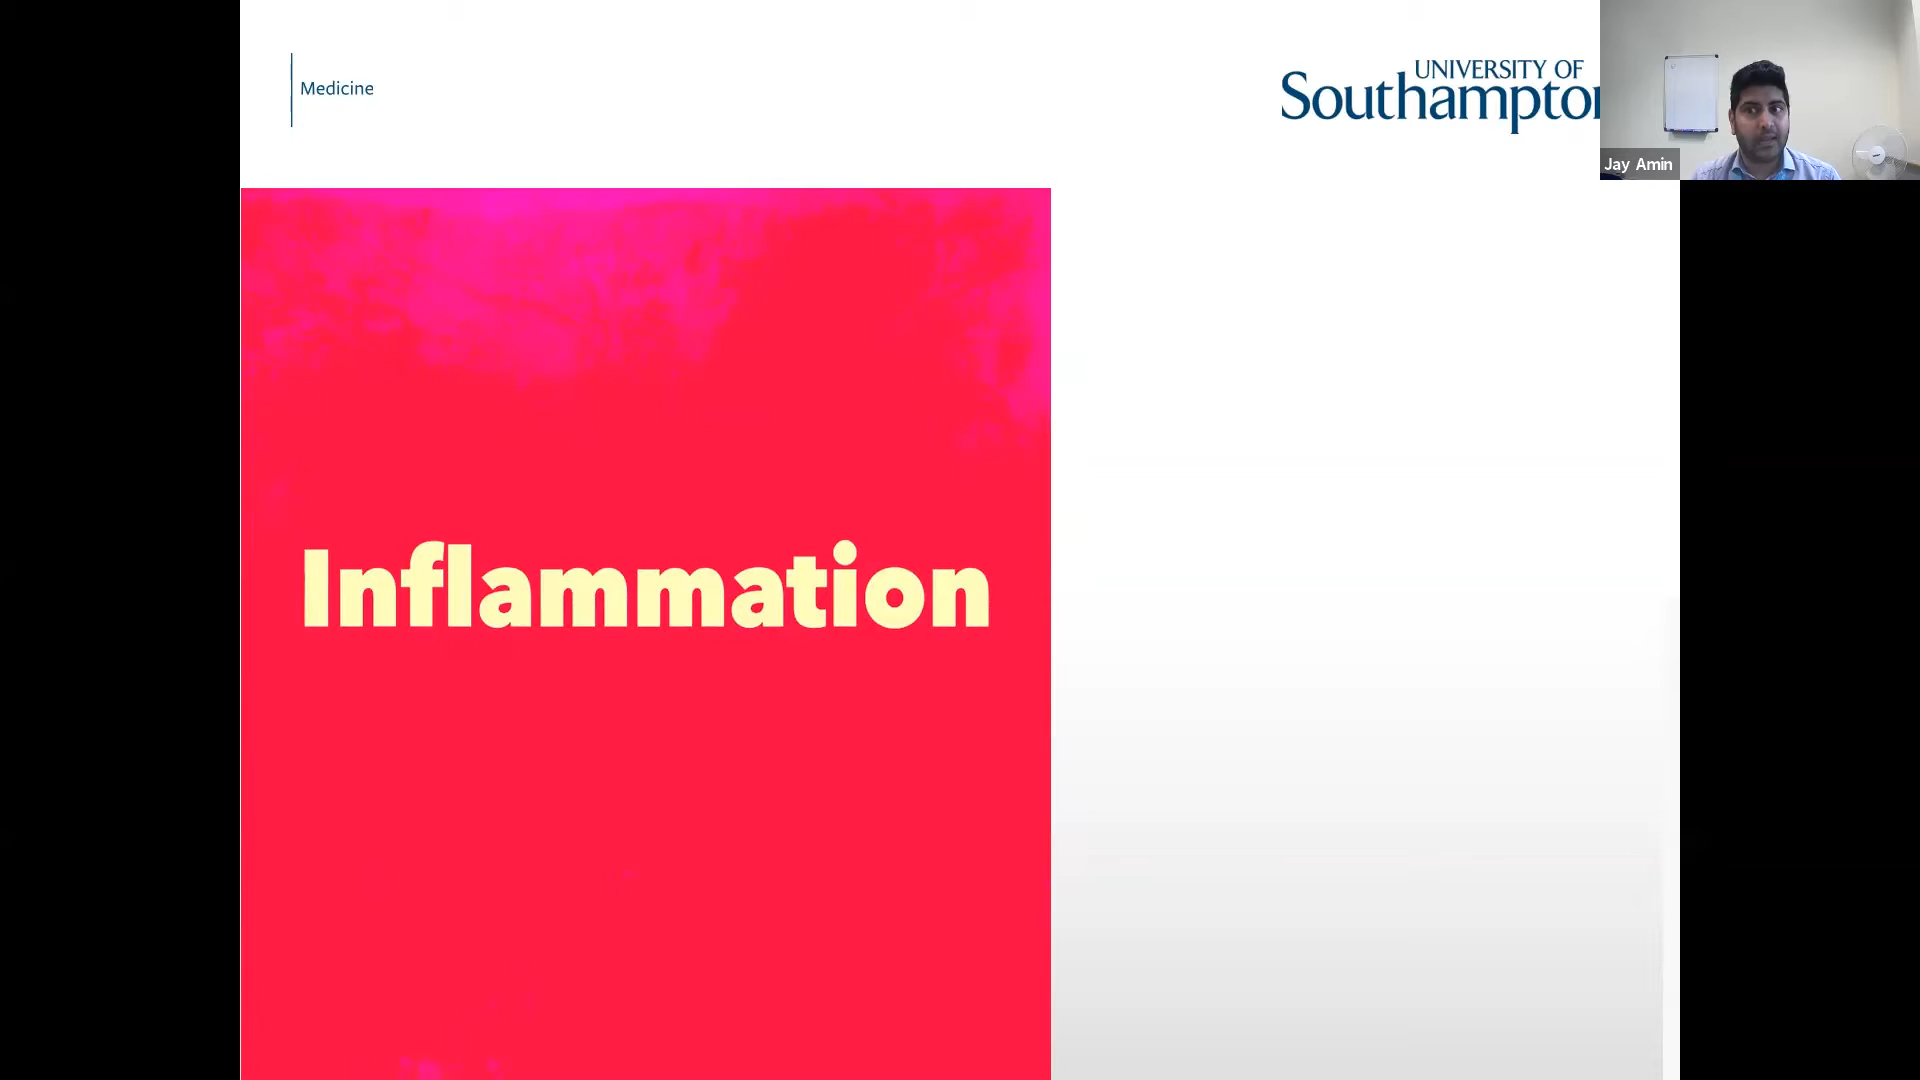 Medicine
UNIVERSITY OF
Southampton
Jay Amin
Inflammation